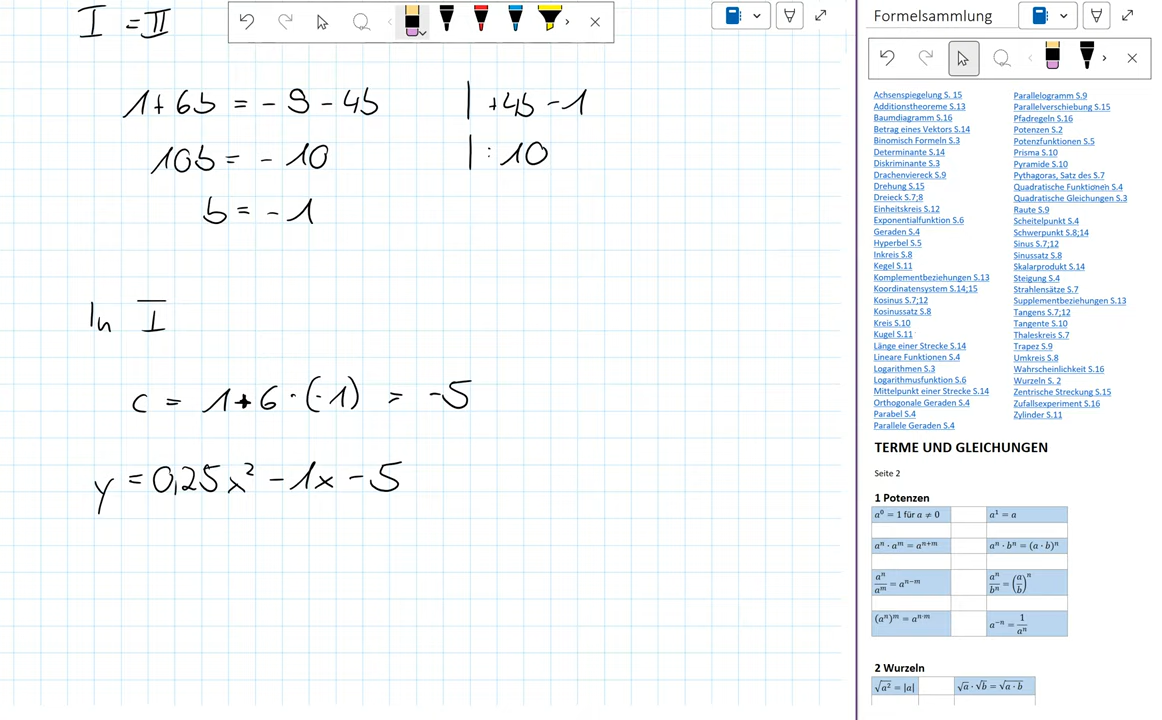 I = II
1 + 6b = - 9 - 4b | +4b - 1
10b = - 10 | : 10
b = - 1
In I
c = 1 + 6 · (-1) = -5
y = 0,25x² - 1x - 5
Formelsammlung
Achsenspiegelung S. 15
Additionstheoreme S.13
Baumdiagramm S.16
Betrag eines Vektors S.14
Binomisch Formeln S.3
Determinante S.14
Diskriminante S.3
Drachenviereck S.9
Drehung S.15
Dreieck S.7;8
Einheitskreis S.12
Exponentialfunktion S.6
Geraden S.4
Hyperbel S.5
Inkreis S.8
Kegel S.11
Komplementbeziehungen S.13
Koordinatensystem S.14;15
Kosinus S.7;12
Kosinussatz S.8
Kreis S.10
Kugel S.11
Länge einer Strecke S.14
Lineare Funktionen S.4
Logarithmen S.3
Logarithmusfunktion S.6
Mittelpunkt einer Strecke S.14
Orthogonale Geraden S.4
Parabel S.4
Parallele Geraden S.4
Parallelogramm S.9
Parallelverschiebung S.15
Pfadregeln S.16
Potenzen S.2
Potenzfunktionen S.5
Prisma S.10
Pyramide S.10
Pythagoras, Satz des S.7
Quadratische Funktionen S.4
Quadratische Gleichungen S.3
Raute S.9
Scheitelpunkt S.4
Schwerpunkt S.8;14
Sinus S.7;12
Sinussatz S.8
Skalarprodukt S.14
Steigung S.4
Strahlensätze S.7
Supplementbeziehungen S.13
Tangens S.7;12
Tangente S.10
Thaleskreis S.7
Trapez S.9
Umkreis S.8
Wahrscheinlichkeit S.16
Wurzeln S. 2
Zentrische Streckung S.15
Zufallsexperiment S.16
Zylinder S.11
TERME UND GLEICHUNGEN
Seite 2
1 Potenzen
a⁰ = 1 für a ≠ 0 a¹ = a
aⁿ · aᵐ = aⁿ⁺ᵐ aⁿ · bⁿ = (a · b)ⁿ
aⁿ/aᵐ = aⁿ⁻ᵐ aⁿ/bⁿ = (a/b)ⁿ
(aⁿ)ᵐ = aⁿ·ᵐ a⁻ⁿ = 1/aⁿ
2 Wurzeln
√a² = |a| √a · √b = √a · b